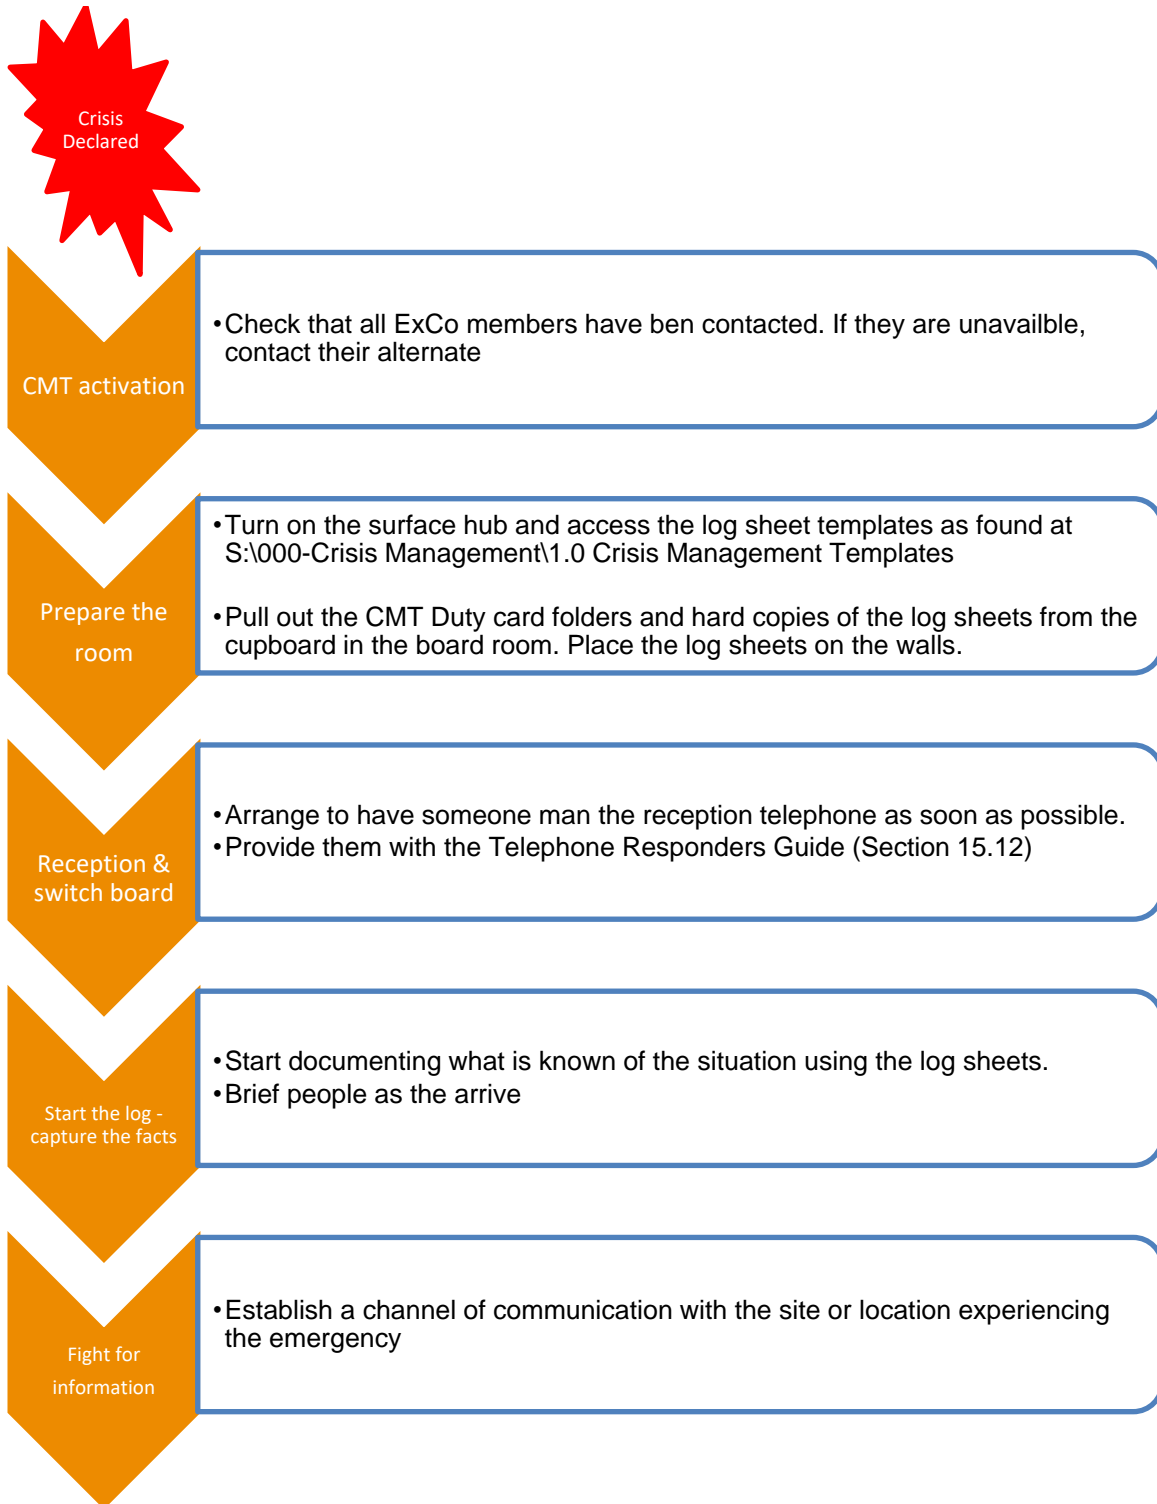 Crisis
Declared
CMT activation
•Check that all ExCo members have ben contacted. If they are unavailble,
contact their alternate
Prepare the
room
•Turn on the surface hub and access the log sheet templates as found at
S:\000-Crisis Management\1.0 Crisis Management Templates
•Pull out the CMT Duty card folders and hard copies of the log sheets from the
cupboard in the board room. Place the log sheets on the walls.
Reception &
switch board
•Arrange to have someone man the reception telephone as soon as possible.
•Provide them with the Telephone Responders Guide (Section 15.12)
Start the log -
capture the facts
•Start documenting what is known of the situation using the log sheets.
•Brief people as the arrive
Fight for
information
•Establish a channel of communication with the site or location experiencing
the emergency